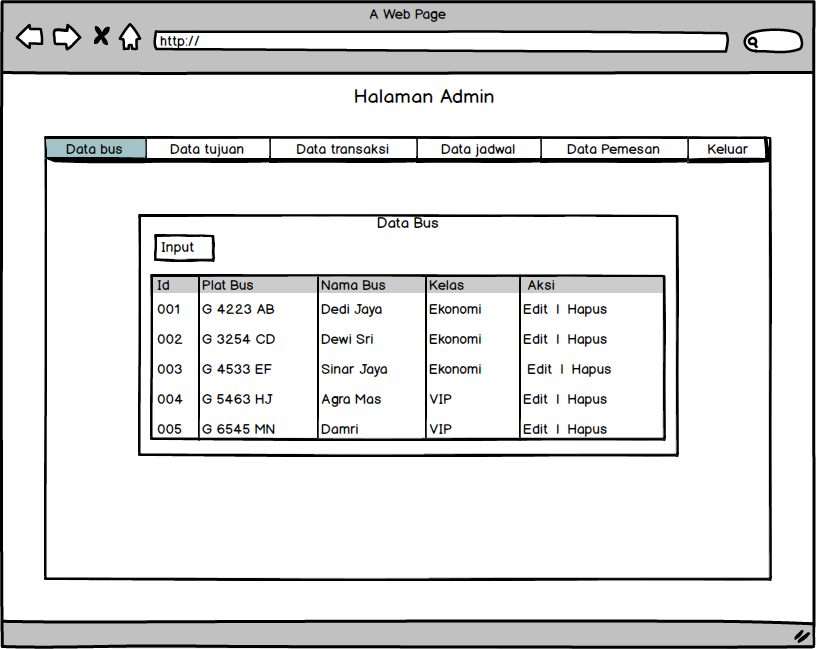 A Web Page
http://
Halaman Admin
Data bus Data tujuan Data transaksi Data jadwal Data Pemesan Keluar
Data Bus
Input
Id Plat Bus Nama Bus Kelas Aksi
001 G 4223 AB Dedi Jaya Ekonomi Edit | Hapus
002 G 3254 CD Dewi Sri Ekonomi Edit | Hapus
003 G 4533 EF Sinar Jaya Ekonomi Edit | Hapus
004 G 5463 HJ Agra Mas VIP Edit | Hapus
005 G 6545 MN Damri VIP Edit | Hapus